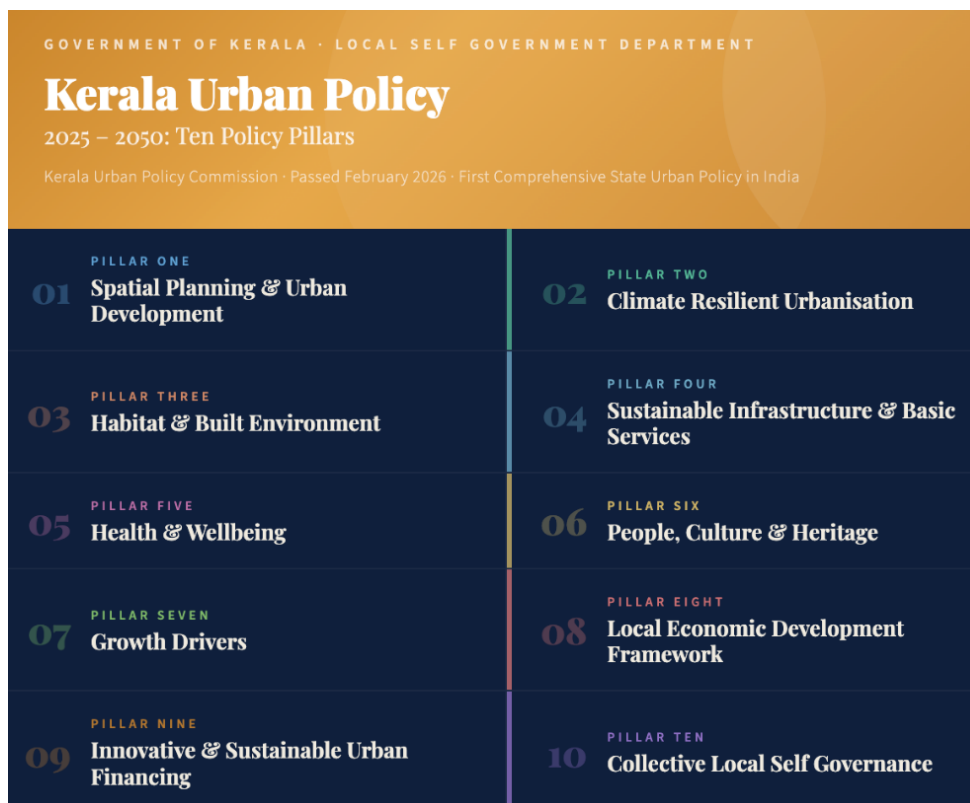 GOVERNMENT OF KERALA · LOCAL SELF GOVERNMENT DEPARTMENT
Kerala Urban Policy
2025 – 2050: Ten Policy Pillars
Kerala Urban Policy Commission · Passed February 2026 · First Comprehensive State Urban Policy in India
01
PILLAR ONE
Spatial Planning & Urban
Development
02
PILLAR TWO
Climate Resilient Urbanisation
03
PILLAR THREE
Habitat & Built Environment
04
PILLAR FOUR
Sustainable Infrastructure & Basic
Services
05
PILLAR FIVE
Health & Wellbeing
06
PILLAR SIX
People, Culture & Heritage
07
PILLAR SEVEN
Growth Drivers
08
PILLAR EIGHT
Local Economic Development
Framework
09
PILLAR NINE
Innovative & Sustainable Urban
Financing
10
PILLAR TEN
Collective Local Self Governance